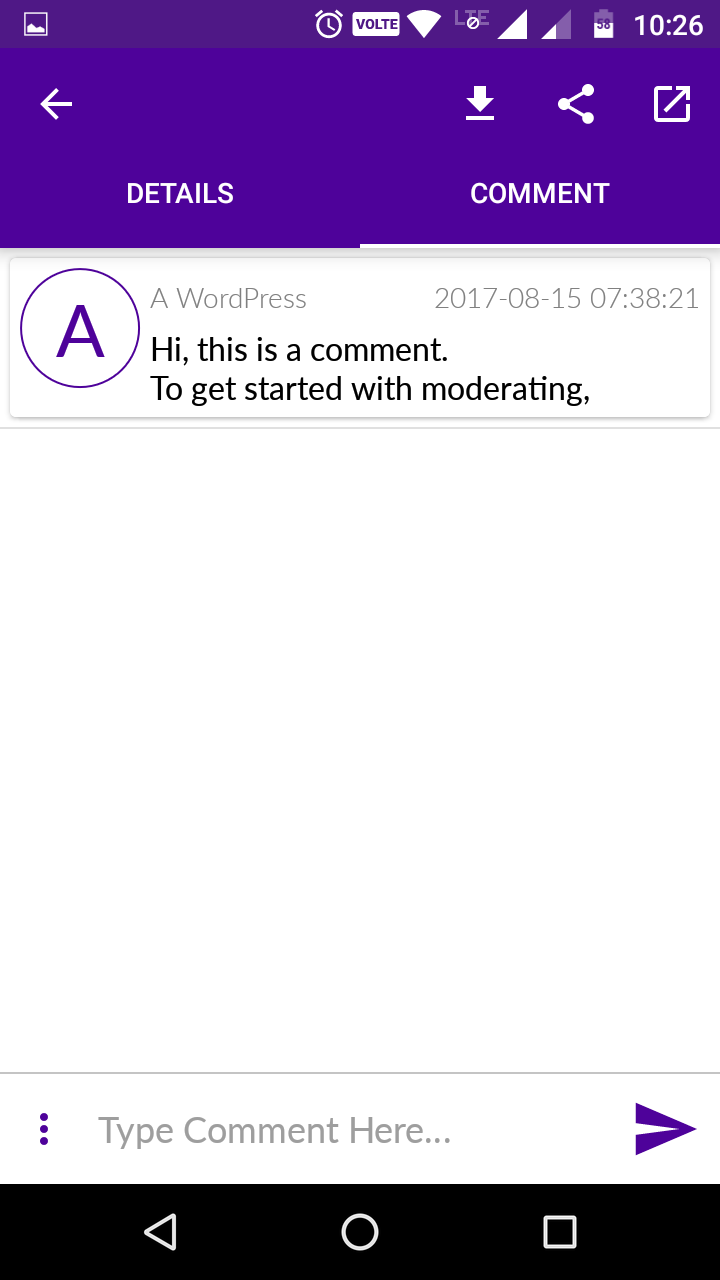 VOLTE LTE 58 10:26
DETAILS COMMENT
A
A WordPress 2017-08-15 07:38:21
Hi, this is a comment.
To get started with moderating,
Type Comment Here...